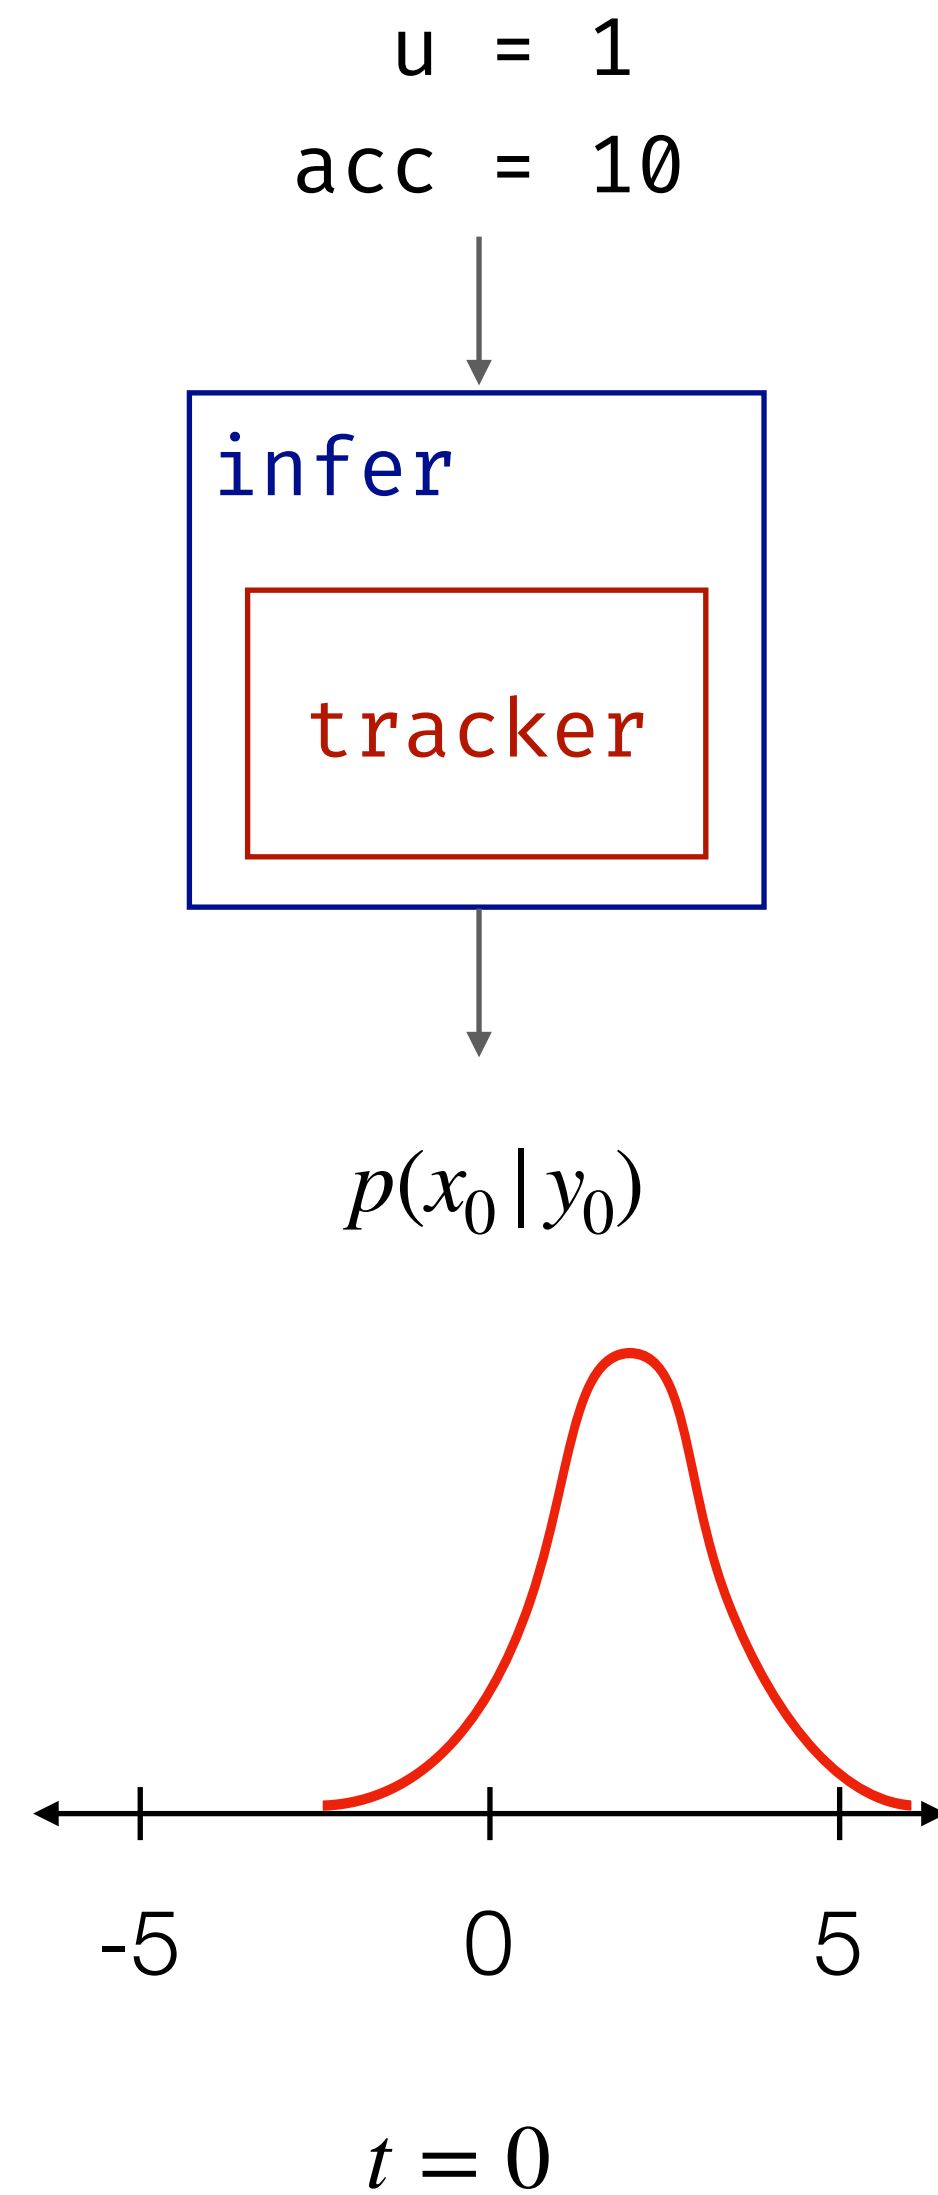 u = 1
acc = 10
infer
tracker
p(x₀ | y₀)
-5 0 5
t = 0